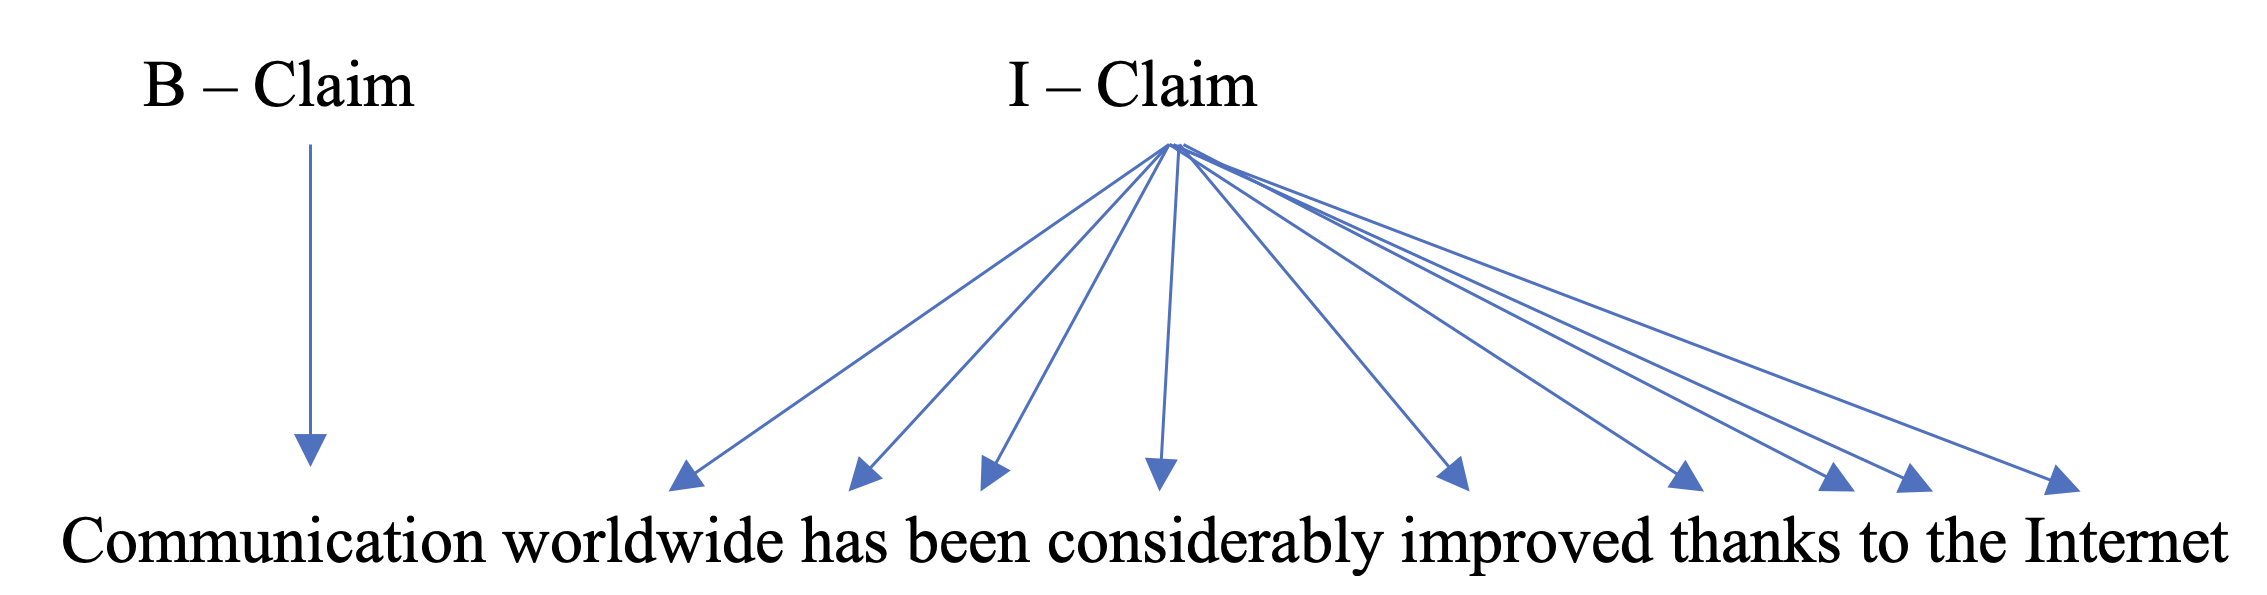 B – Claim I – Claim
Communication worldwide has been considerably improved thanks to the Internet